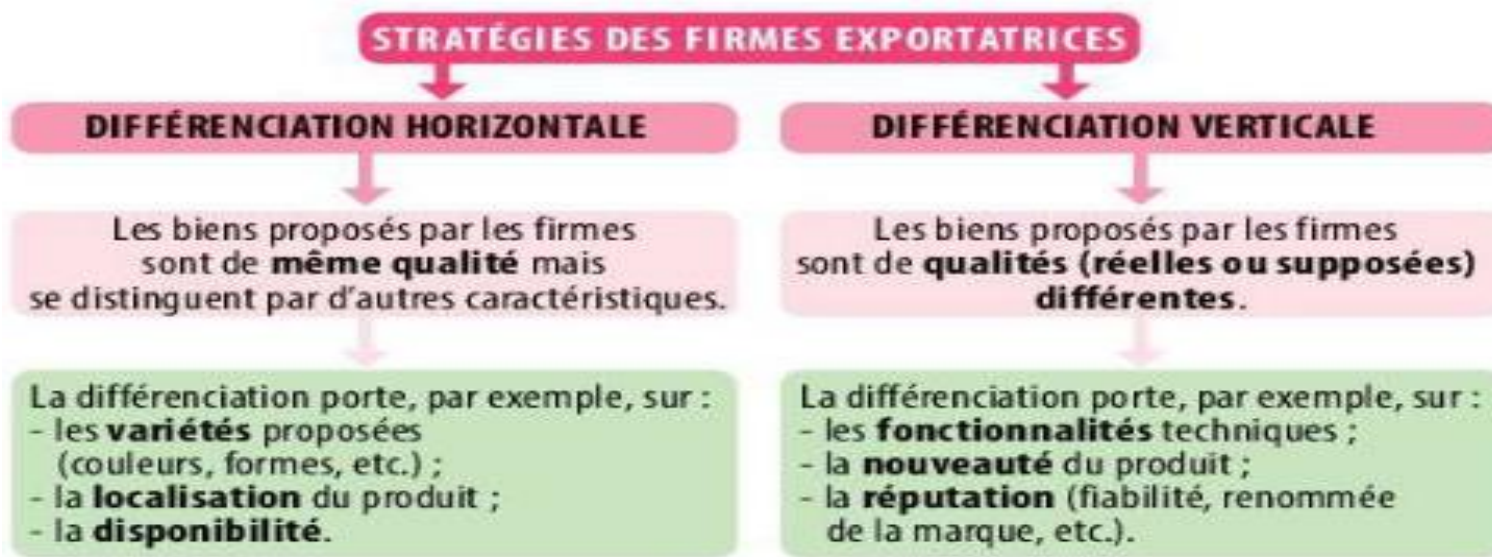 STRATÉGIES DES FIRMES EXPORTATRICES
DIFFÉRENCIATION HORIZONTALE
Les biens proposés par les firmes
sont de même qualité mais
se distinguent par d'autres caractéristiques.
La différenciation porte, par exemple, sur :
- les variétés proposées
(couleurs, formes, etc.) ;
- la localisation du produit ;
- la disponibilité.
DIFFÉRENCIATION VERTICALE
Les biens proposés par les firmes
sont de qualités (réelles ou supposées)
différentes.
La différenciation porte, par exemple, sur :
- les fonctionnalités techniques ;
- la nouveauté du produit ;
- la réputation (fiabilité, renommée
de la marque, etc.).